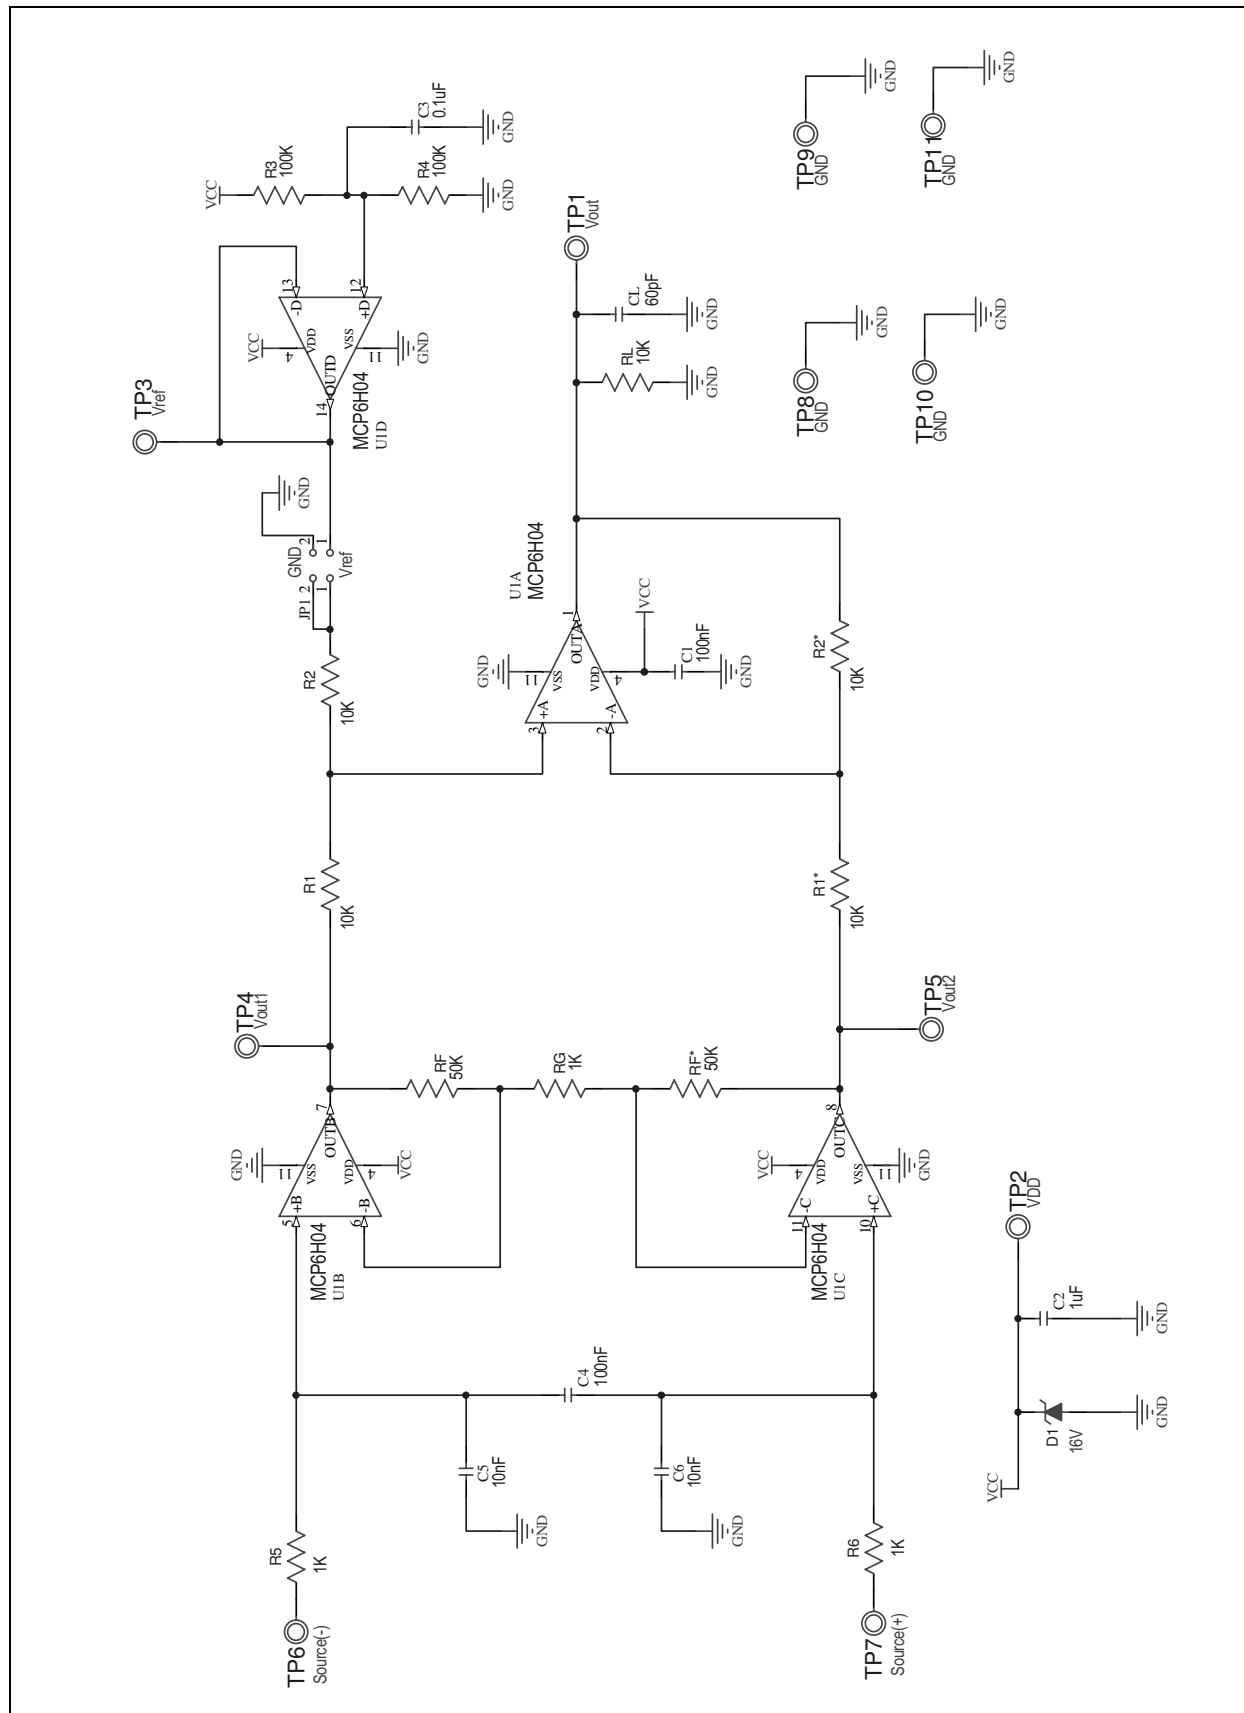 VCC
R3
100K
C3
0.1uF
GND
R4
100K
GND
TP3
Vref
13
-D
12
+D
VCC
4
VDD
VSS
11
GND
OUTD
14
MCP6H04
U1D
GND
GND
2
1
Vref
JP1
2
1
R2
10K
R1
10K
TP4
Vout1
7
OUTB
GND
11
VSS
VDD
4
VCC
5
+B
6
-B
MCP6H04
U1B
RF
50K
RG
1K
RF*
50K
TP9
GND
TP11
GND
GND
GND
TP1
Vout
CL
60pF
GND
RL
10K
GND
TP8
GND
TP10
GND
GND
GND
U1A
MCP6H04
1
OUTA
GND
11
VSS
VDD
4
VCC
C1
100nF
GND
3
+A
2
-A
R2*
10K
R1*
10K
TP5
Vout2
8
OUTC
VCC
4
VDD
VSS
11
GND
11
-C
10
+C
MCP6H04
U1C
C4
100nF
C5
10nF
GND
C6
10nF
GND
R5
1K
TP6
Source(-)
R6
1K
TP7
Source(+)
TP2
VDD
C2
1uF
GND
D1
16V
GND
VCC